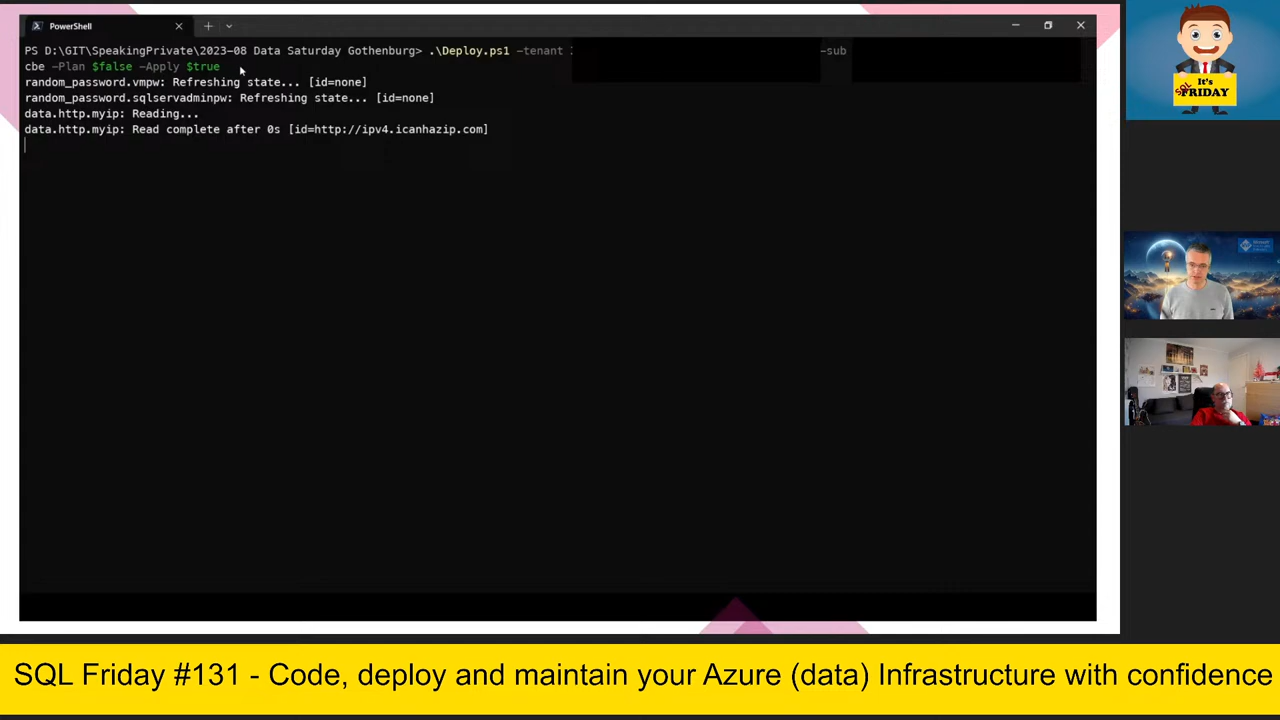 PowerShell
PS D:\GIT\SpeakingPrivate\2023-08 Data Saturday Gothenburg> .\Deploy.ps1 -tenant -sub
cbe -Plan $false -Apply $true
random_password.vmpw: Refreshing state... [id=none]
random_password.sqlservadminpw: Refreshing state... [id=none]
data.http.myip: Reading...
data.http.myip: Read complete after 0s [id=http://ipv4.icanhazip.com]
It's
SQL FRIDAY
SQL Friday #131 - Code, deploy and maintain your Azure (data) Infrastructure with confidence